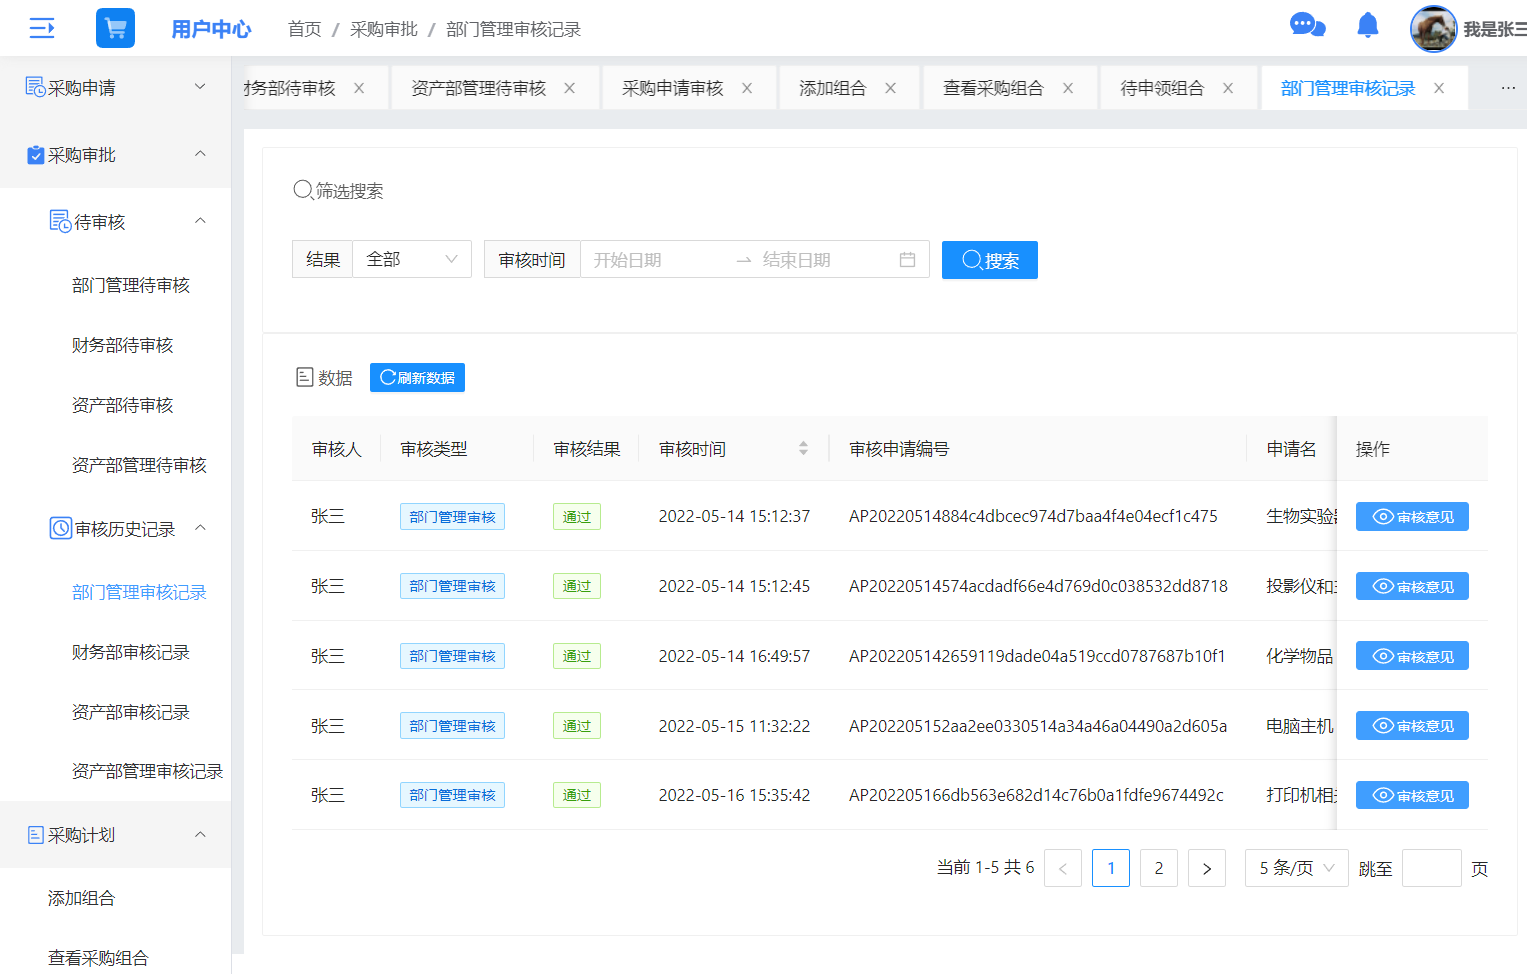 用户中心 首页 / 采购审批 / 部门管理审核记录 我是张三
财务部待审核 资产部管理待审核 采购申请审核 添加组合 查看采购组合 待申领组合 部门管理审核记录 ...
采购申请
采购审批
待审核
部门管理待审核
财务部待审核
资产部待审核
资产部管理待审核
审核历史记录
部门管理审核记录
财务部审核记录
资产部审核记录
资产部管理审核记录
采购计划
添加组合
查看采购组合
筛选搜索
结果 全部 审核时间 开始日期 → 结束日期 搜索
数据 刷新数据
审核人 审核类型 审核结果 审核时间 审核申请编号 申请名 操作
张三 部门管理审核 通过 2022-05-14 15:12:37 AP20220514884c4dbcec974d7baa4f4e04ecf1c475 生物实验 审核意见
张三 部门管理审核 通过 2022-05-14 15:12:45 AP20220514574acdadf66e4d769d0c038532dd8718 投影仪和 审核意见
张三 部门管理审核 通过 2022-05-14 16:49:57 AP202205142659119dade04a519ccd0787687b10f1 化学物品 审核意见
张三 部门管理审核 通过 2022-05-15 11:32:22 AP202205152aa2ee0330514a34a46a04490a2d605a 电脑主机 审核意见
张三 部门管理审核 通过 2022-05-16 15:35:42 AP202205166db563e682d14c76b0a1fdfe9674492c 打印机相 审核意见
当前 1-5 共 6 < 1 2 > 5 条/页 跳至 页